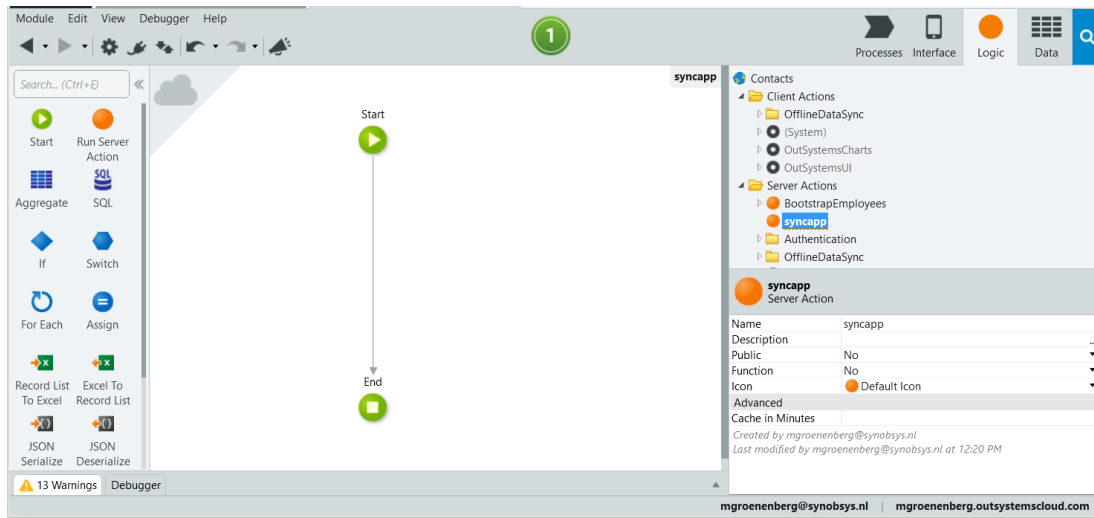 Module Edit View Debugger Help
1
Processes Interface Logic Data
Search... (Ctrl+E)
Start Run Server
Action
Aggregate SQL
SQL
If Switch
For Each Assign
Record List Excel To
To Excel Record List
JSON JSON
Serialize Deserialize
syncapp
Start
End
Contacts
Client Actions
OfflineDataSync
(System)
OutSystemsCharts
OutSystemsUI
Server Actions
BootstrapEmployees
syncapp
Authentication
OfflineDataSync
syncapp
Server Action
Name syncapp
Description ...
Public No
Function No
Icon Default Icon
Advanced
Cache in Minutes
Created by mgroenenberg@synobsys.nl
Last modified by mgroenenberg@synobsys.nl at 12:20 PM
13 Warnings Debugger
mgroenenberg@synobsys.nl | mgroenenberg.outsystemscloud.com